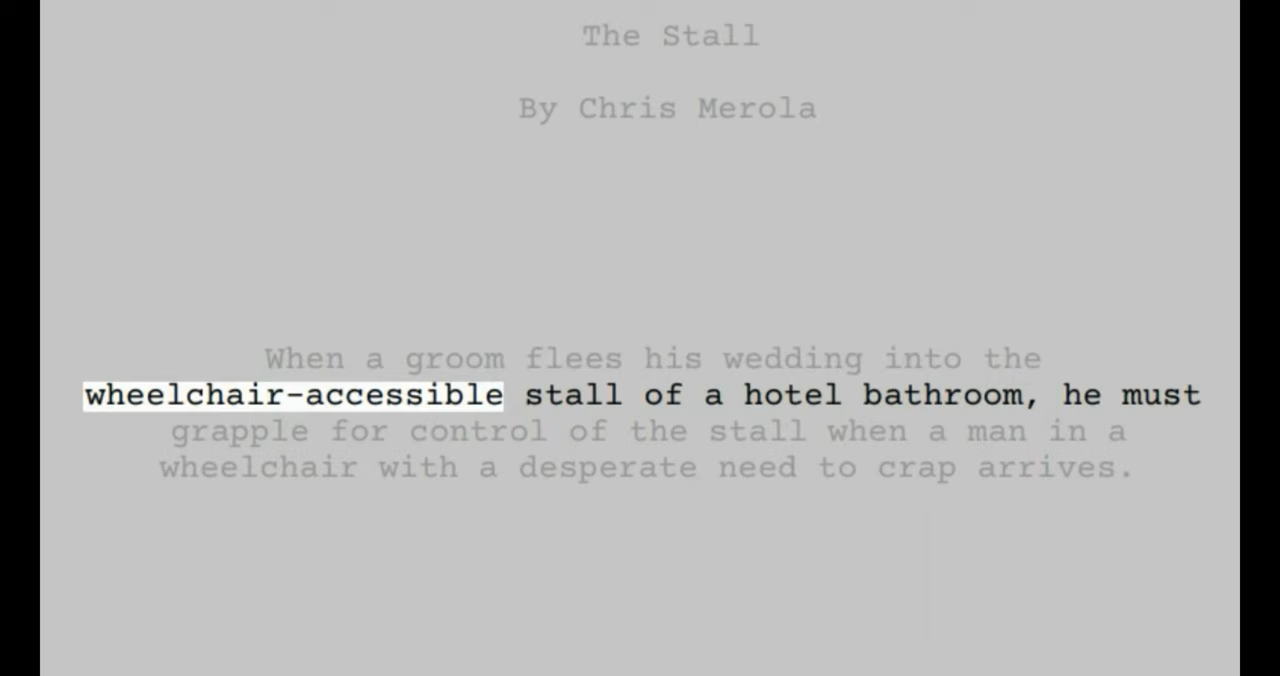 The Stall
By Chris Merola
When a groom flees his wedding into the
wheelchair-accessible stall of a hotel bathroom, he must
grapple for control of the stall when a man in a
wheelchair with a desperate need to crap arrives.